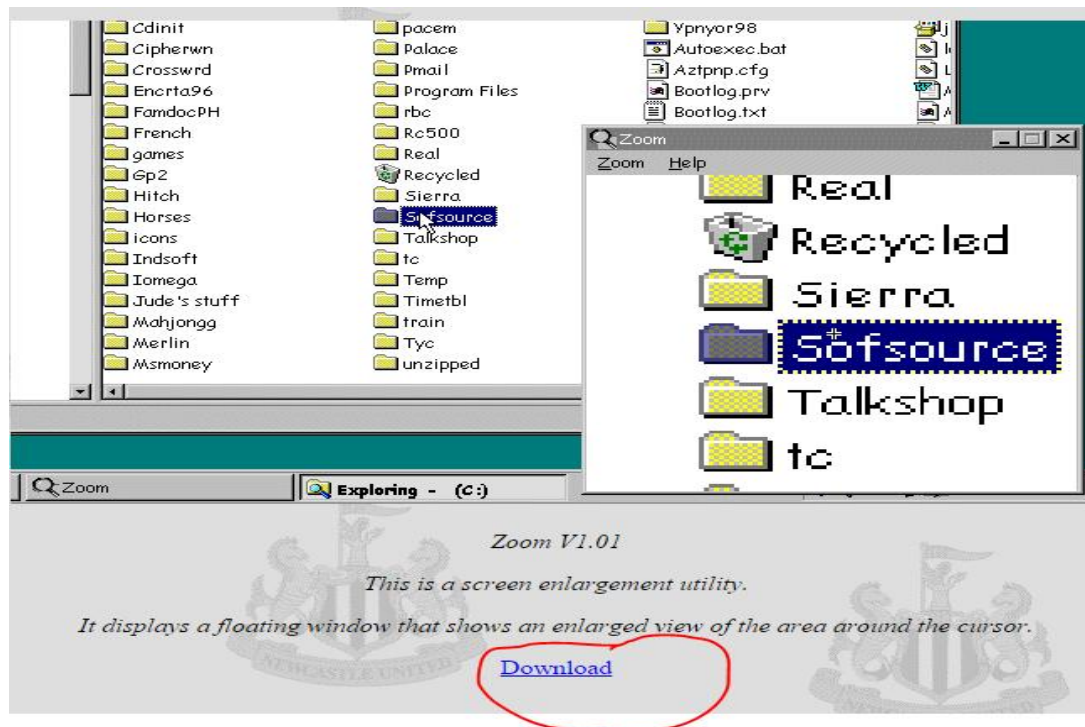 Cdinit
Cipherwn
Crosswrd
Encrta96
FamdocPH
French
games
Gp2
Hitch
Horses
icons
Indsoft
Iomega
Jude's stuff
Mahjongg
Merlin
Msmoney
pacem
Palace
Pmail
Program Files
rbc
Rc500
Real
Recycled
Sierra
Sofsource
Talkshop
tc
Temp
Timetbl
train
Tyc
unzipped
Ypnyor98
Autoexec.bat
Aztpnp.cfg
Bootlog.prv
Bootlog.txt
Zoom
Zoom Help
Real
Recycled
Sierra
Sofsource
Talkshop
tc
Zoom
Exploring - (C:)
Zoom V1.01
This is a screen enlargement utility.
It displays a floating window that shows an enlarged view of the area around the cursor.
Download
NEWCASTLE UNITED